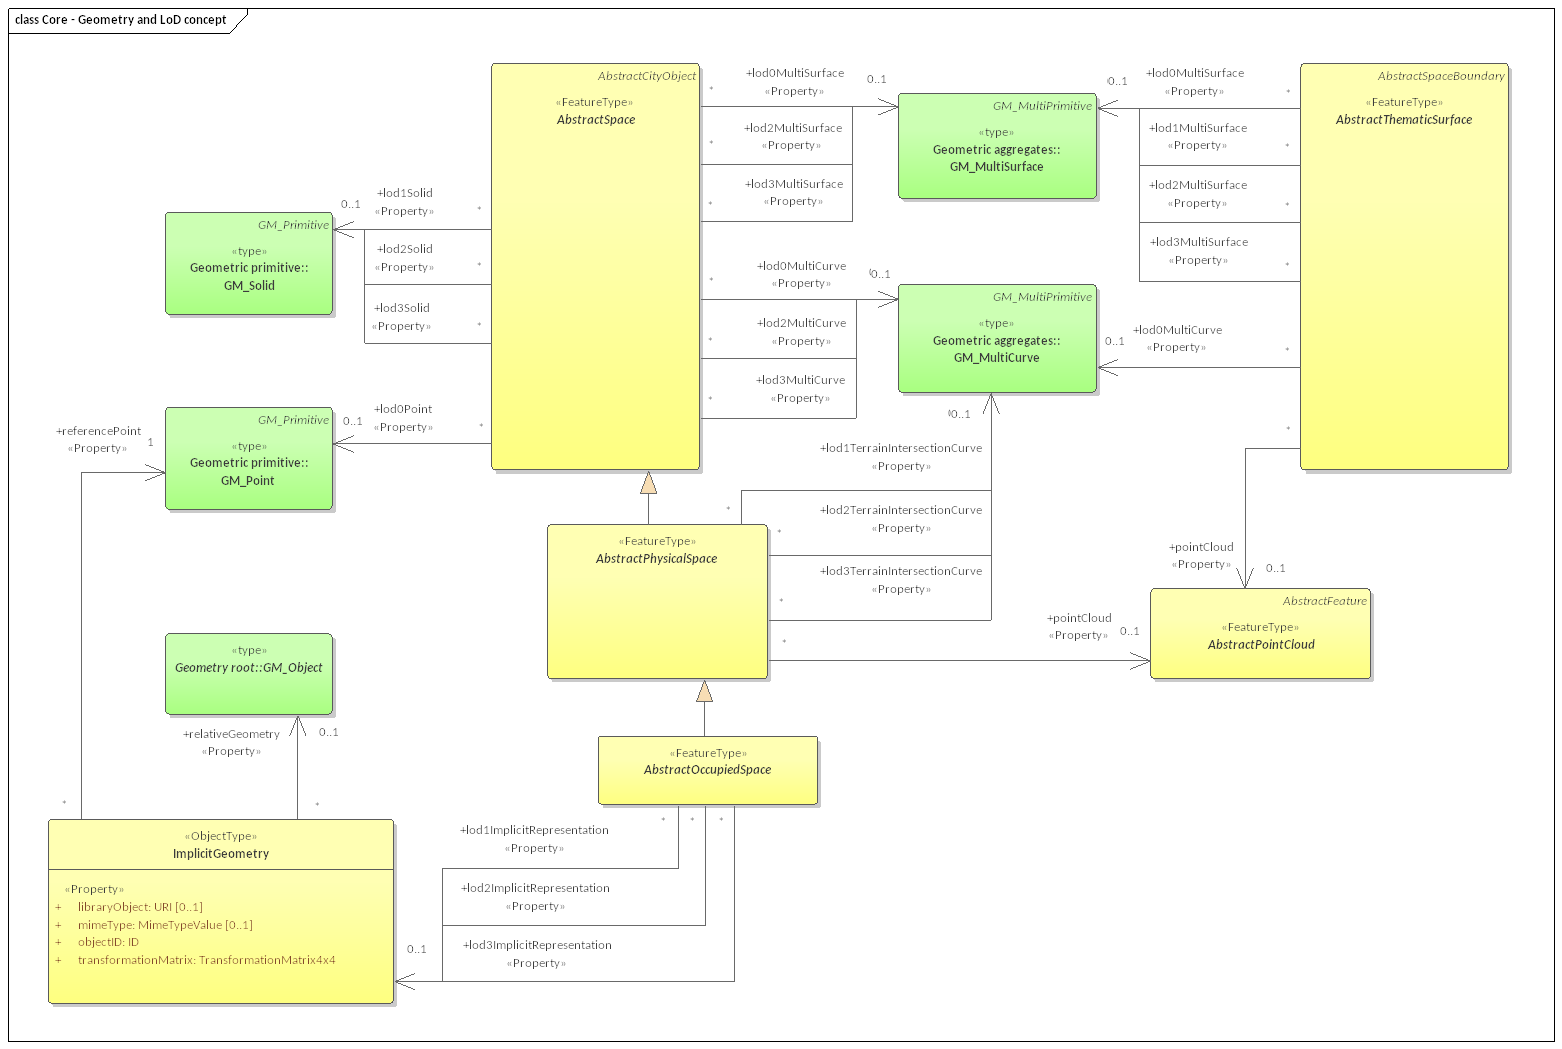 class Core - Geometry and LoD concept
AbstractCityObject
«FeatureType»
AbstractSpace
+lod0MultiSurface
«Property»
*
0..1
+lod2MultiSurface
«Property»
*
+lod3MultiSurface
«Property»
*
GM_MultiPrimitive
«type»
Geometric aggregates::
GM_MultiSurface
+lod0MultiSurface
«Property»
0..1
*
+lod1MultiSurface
«Property»
*
+lod2MultiSurface
«Property»
*
+lod3MultiSurface
«Property»
*
AbstractSpaceBoundary
«FeatureType»
AbstractThematicSurface
+lod1Solid
«Property»
0..1
*
+lod2Solid
«Property»
*
+lod3Solid
«Property»
*
GM_Primitive
«type»
Geometric primitive::
GM_Solid
+lod0MultiCurve
«Property»
*
0..1
+lod2MultiCurve
«Property»
*
+lod3MultiCurve
«Property»
*
GM_MultiPrimitive
«type»
Geometric aggregates::
GM_MultiCurve
+lod0MultiCurve
«Property»
0..1
*
*
+referencePoint
«Property»
1
GM_Primitive
«type»
Geometric primitive::
GM_Point
+lod0Point
«Property»
0..1
*
0..1
+lod1TerrainIntersectionCurve
«Property»
*
+lod2TerrainIntersectionCurve
«Property»
*
+lod3TerrainIntersectionCurve
«Property»
*
«FeatureType»
AbstractPhysicalSpace
+pointCloud
«Property»
0..1
*
+pointCloud
«Property»
0..1
AbstractFeature
«FeatureType»
AbstractPointCloud
«type»
Geometry root::GM_Object
+relativeGeometry
«Property»
0..1
*
*
«FeatureType»
AbstractOccupiedSpace
*
*
*
+lod1ImplicitRepresentation
«Property»
+lod2ImplicitRepresentation
«Property»
+lod3ImplicitRepresentation
«Property»
0..1
«ObjectType»
ImplicitGeometry
«Property»
+ libraryObject: URI [0..1]
+ mimeType: MimeTypeValue [0..1]
+ objectID: ID
+ transformationMatrix: TransformationMatrix4x4